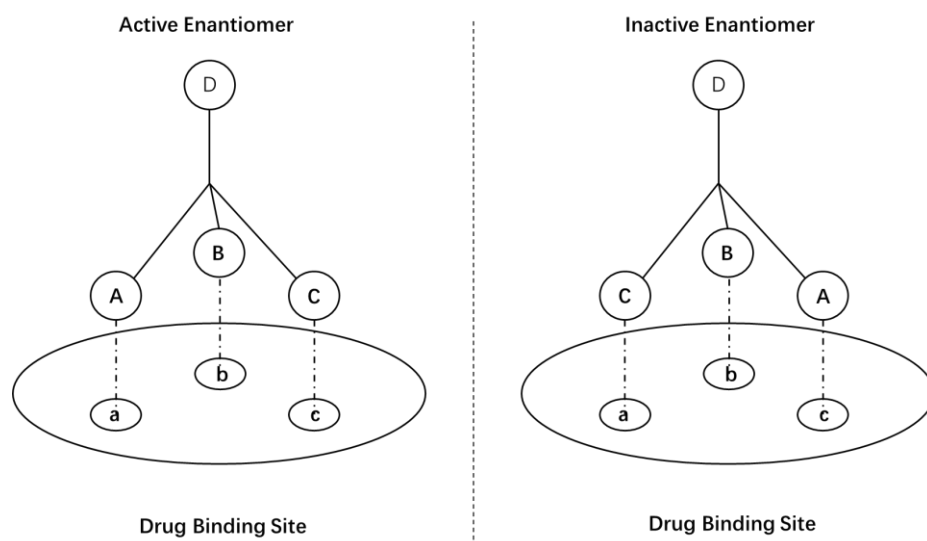 Active Enantiomer
D
B
A
C
b
a
c
Drug Binding Site
Inactive Enantiomer
D
B
C
A
b
a
c
Drug Binding Site